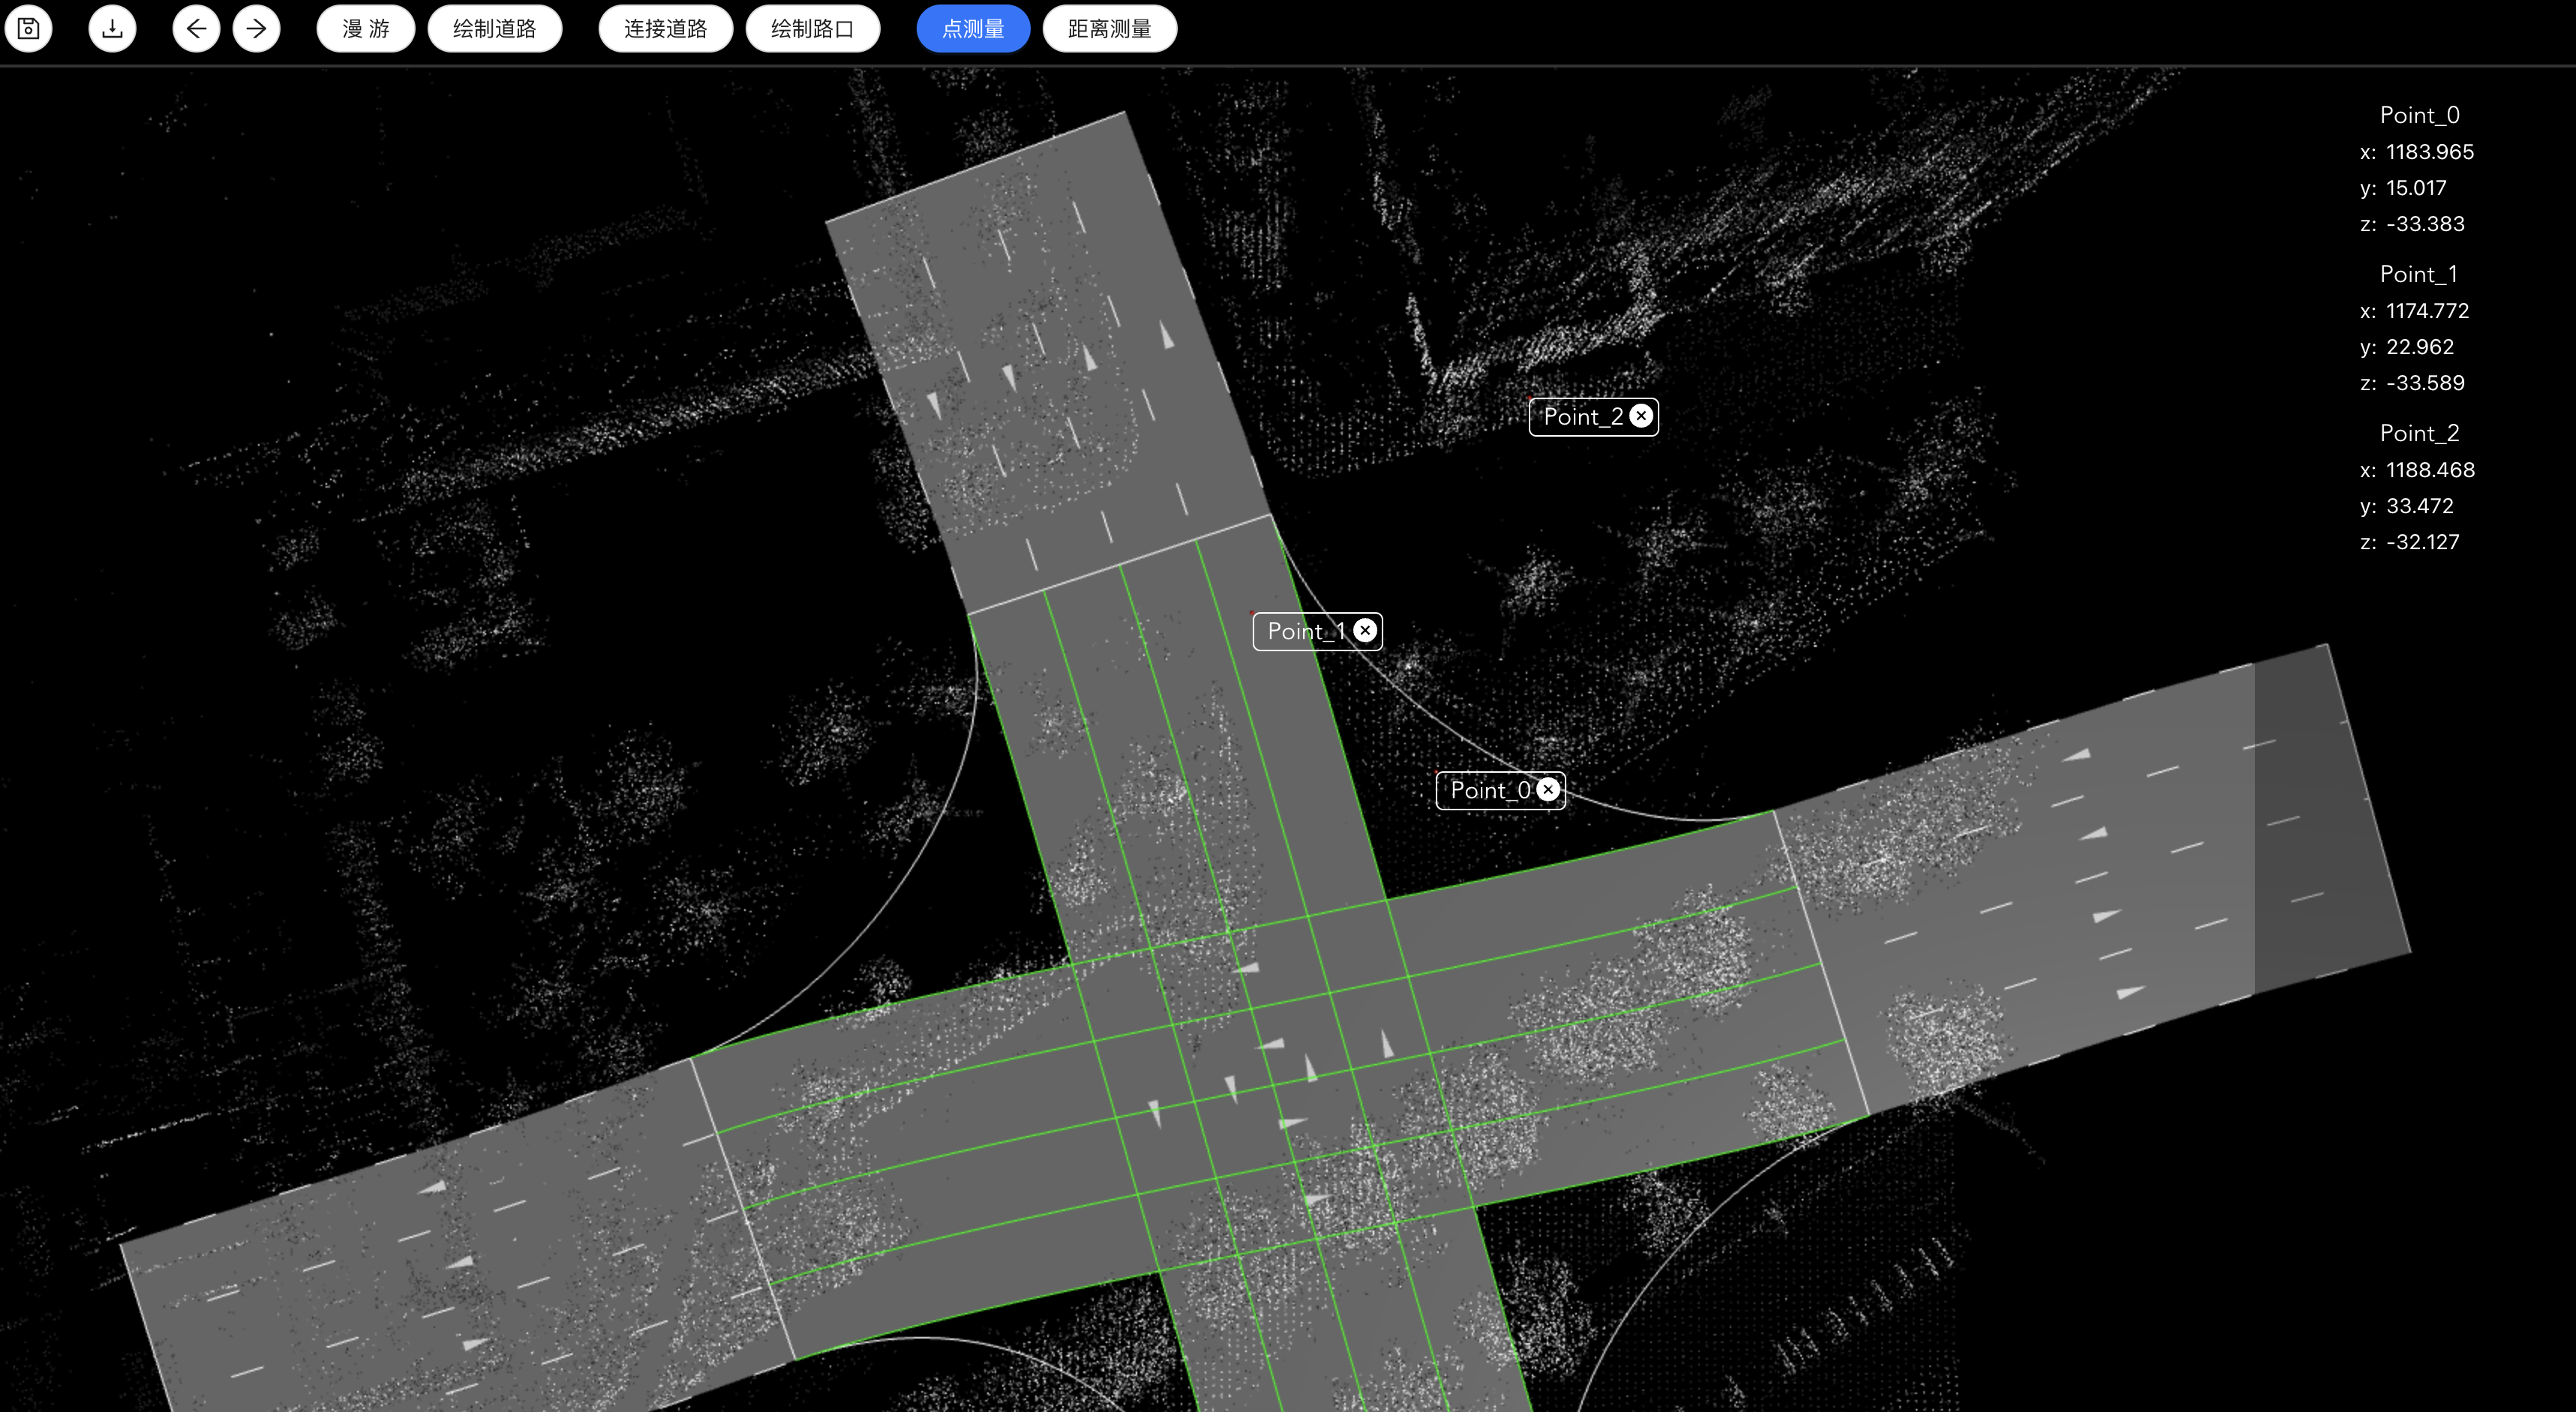 漫 游 绘制道路 连接道路 绘制路口 点测量 距离测量
Point_0
x: 1183.965
y: 15.017
z: -33.383
Point_1
x: 1174.772
y: 22.962
z: -33.589
Point_2
x: 1188.468
y: 33.472
z: -32.127
Point_2
Point_1
Point_0